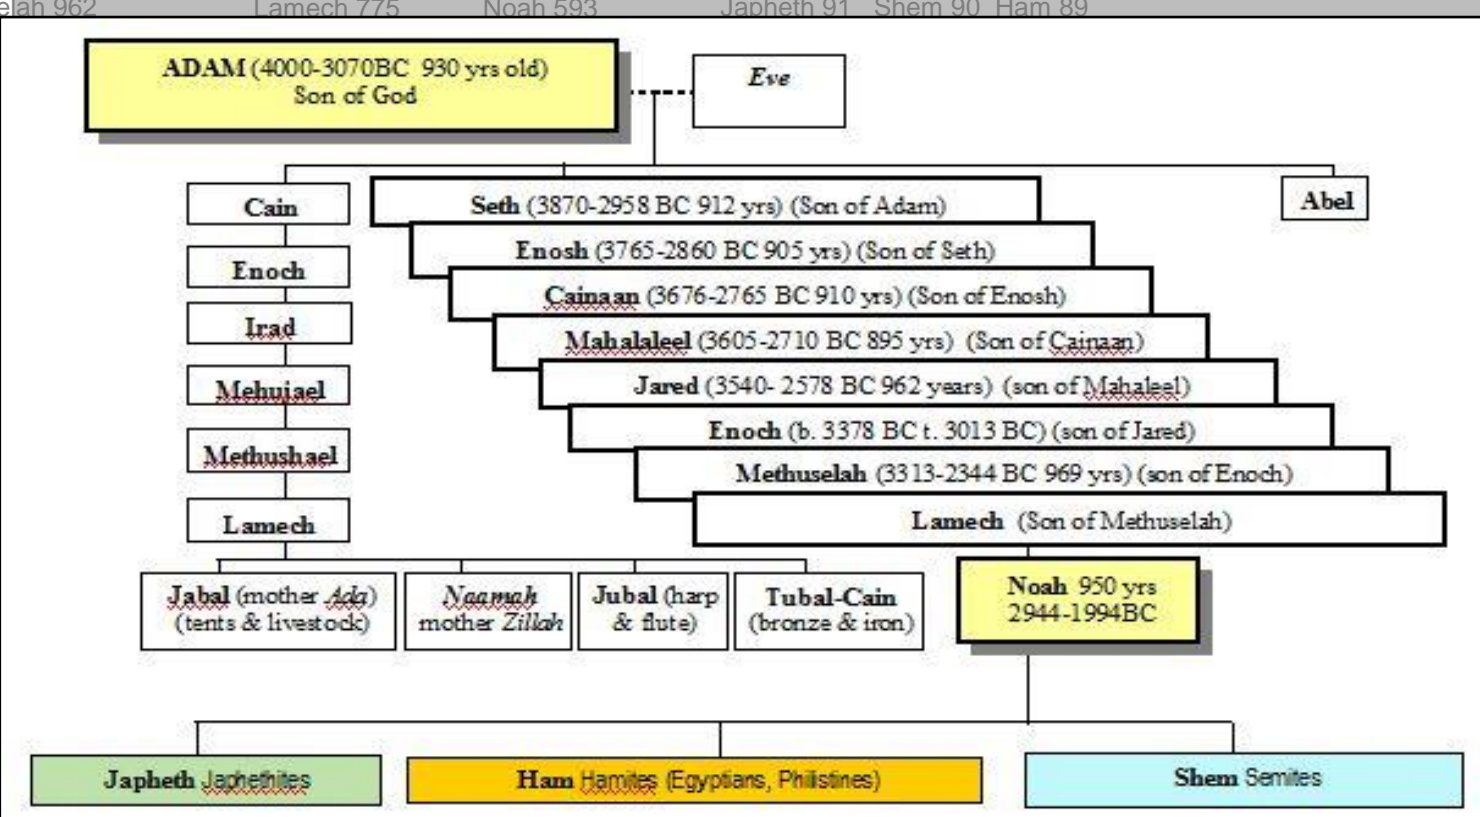 elah 962 Lamech 775 Noah 593 Japheth 91 Shem 90 Ham 89
ADAM (4000-3070BC 930 yrs old)
Son of God
Eve
Cain
Seth (3870-2958 BC 912 yrs) (Son of Adam)
Abel
Enosh (3765-2860 BC 905 yrs) (Son of Seth)
Enoch
Cainaan (3676-2765 BC 910 yrs) (Son of Enosh)
Irad
Mahalaleel (3605-2710 BC 895 yrs) (Son of Cainaan)
Mehujael
Jared (3540- 2578 BC 962 years) (son of Mahaleel)
Enoch (b. 3378 BC t. 3013 BC) (son of Jared)
Methushael
Methuselah (3313-2344 BC 969 yrs) (son of Enoch)
Lamech
Lamech (Son of Methuselah)
Jabal (mother Ada)
(tents & livestock)
Naamah
mother Zillah
Jubal (harp
& flute)
Tubal-Cain
(bronze & iron)
Noah 950 yrs
2944-1994BC
Japheth Japhethites
Ham Hamites (Egyptians, Philistines)
Shem Semites